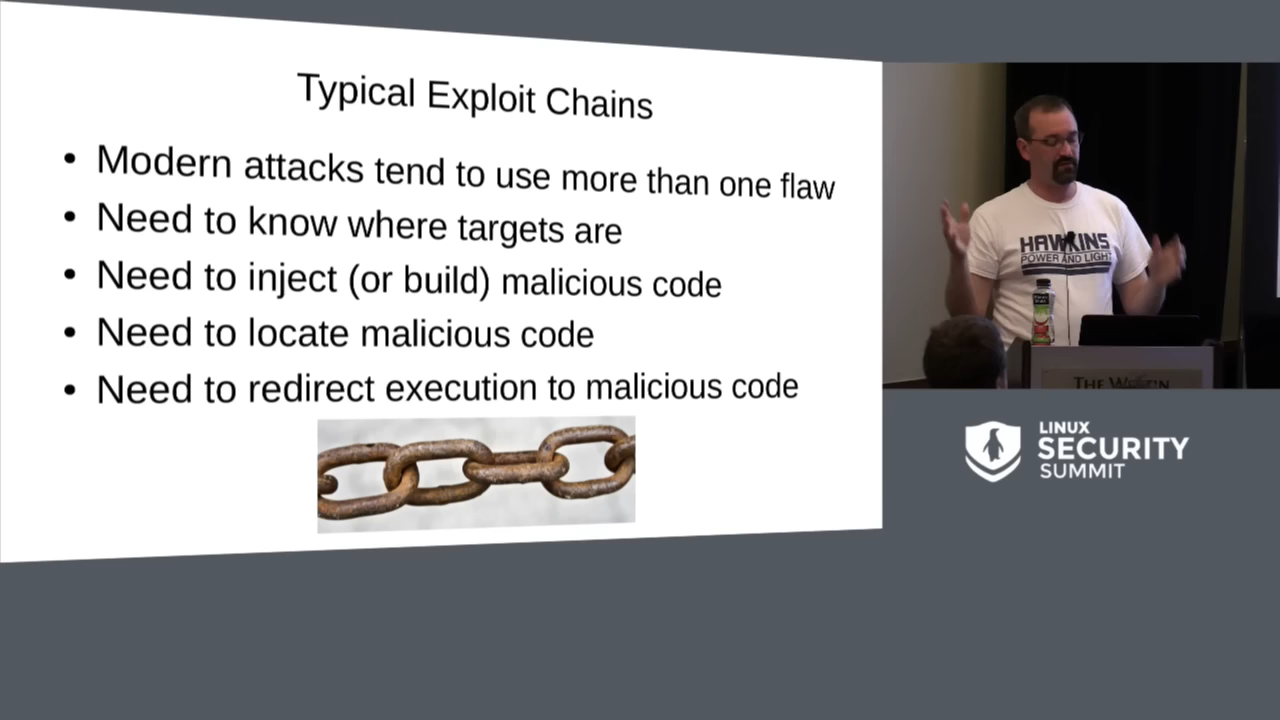 Typical Exploit Chains
• Modern attacks tend to use more than one flaw
• Need to know where targets are
• Need to inject (or build) malicious code
• Need to locate malicious code
• Need to redirect execution to malicious code
HAWKINS
POWER AND LIGHT
THE WESTIN
LINUX
SECURITY
SUMMIT